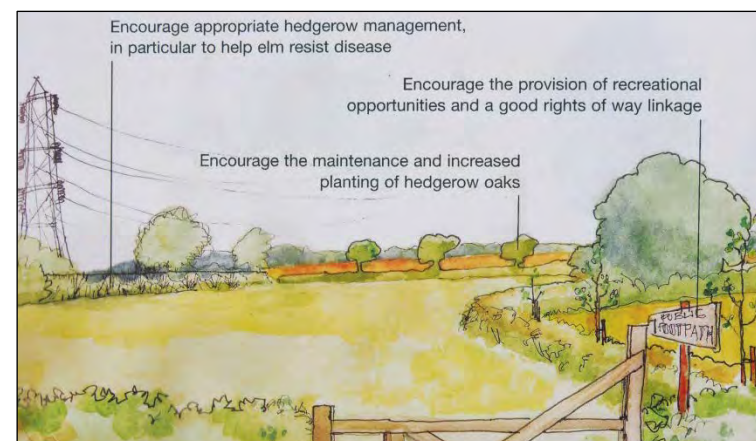 Encourage appropriate hedgerow management,
in particular to help elm resist disease
Encourage the provision of recreational
opportunities and a good rights of way linkage
Encourage the maintenance and increased
planting of hedgerow oaks
PUBLIC
FOOTPATH